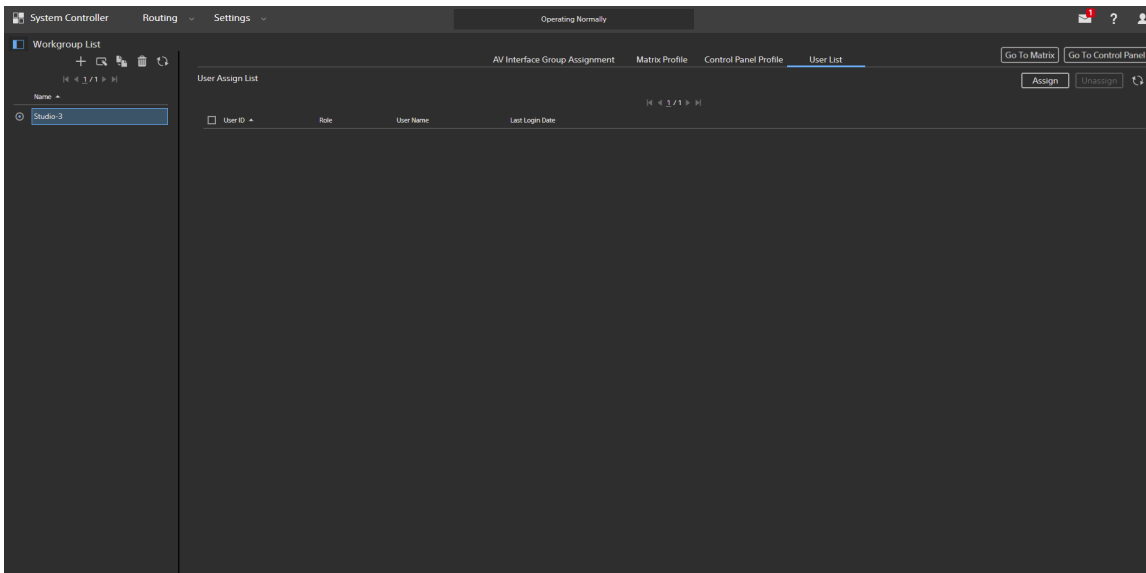 System Controller Routing Settings Operating Normally 1 ?
Workgroup List
Go To Matrix Go To Control Panel
AV Interface Group Assignment Matrix Profile Control Panel Profile User List
1 / 1
User Assign List
Assign Unassign
Name
1 / 1
Studio-3
User ID Role User Name Last Login Date